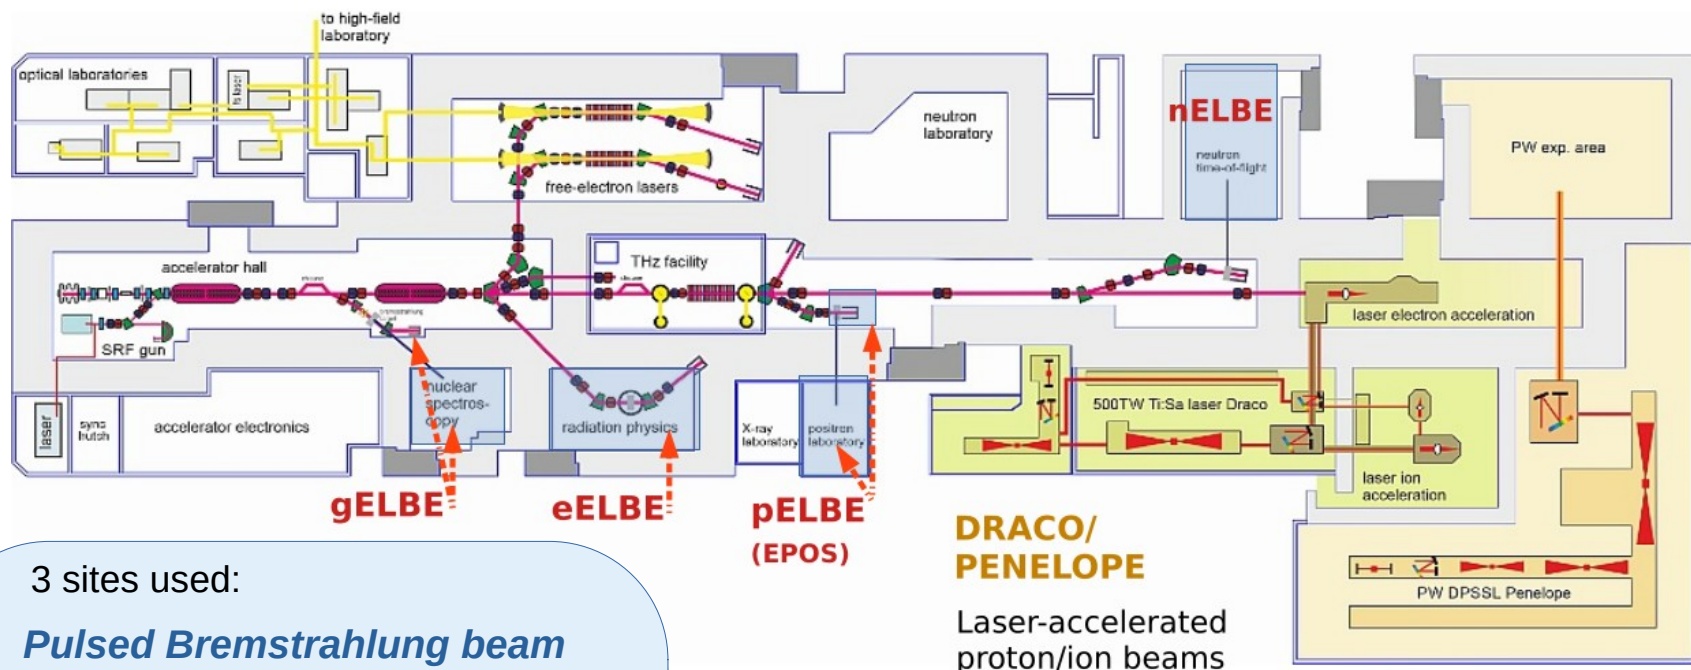 to high-field
laboratory
optical laboratories
neutron
laboratory
nELBE
neutron
time-of-flight
PW exp. area
free-electron lasers
accelerator hall
THz facility
SRF gun
laser electron acceleration
nuclear
spectros-
copy
laser
sync
hutch
accelerator electronics
radiation physics
X-ray
laboratory
positron
laboratory
500TW Ti:Sa laser Draco
laser ion
acceleration
gELBE
eELBE
pELBE
(EPOS)
DRACO/
PENELOPE
PW DPSSL Penelope
Laser-accelerated
proton/ion beams
3 sites used:
Pulsed Bremstrahlung beam